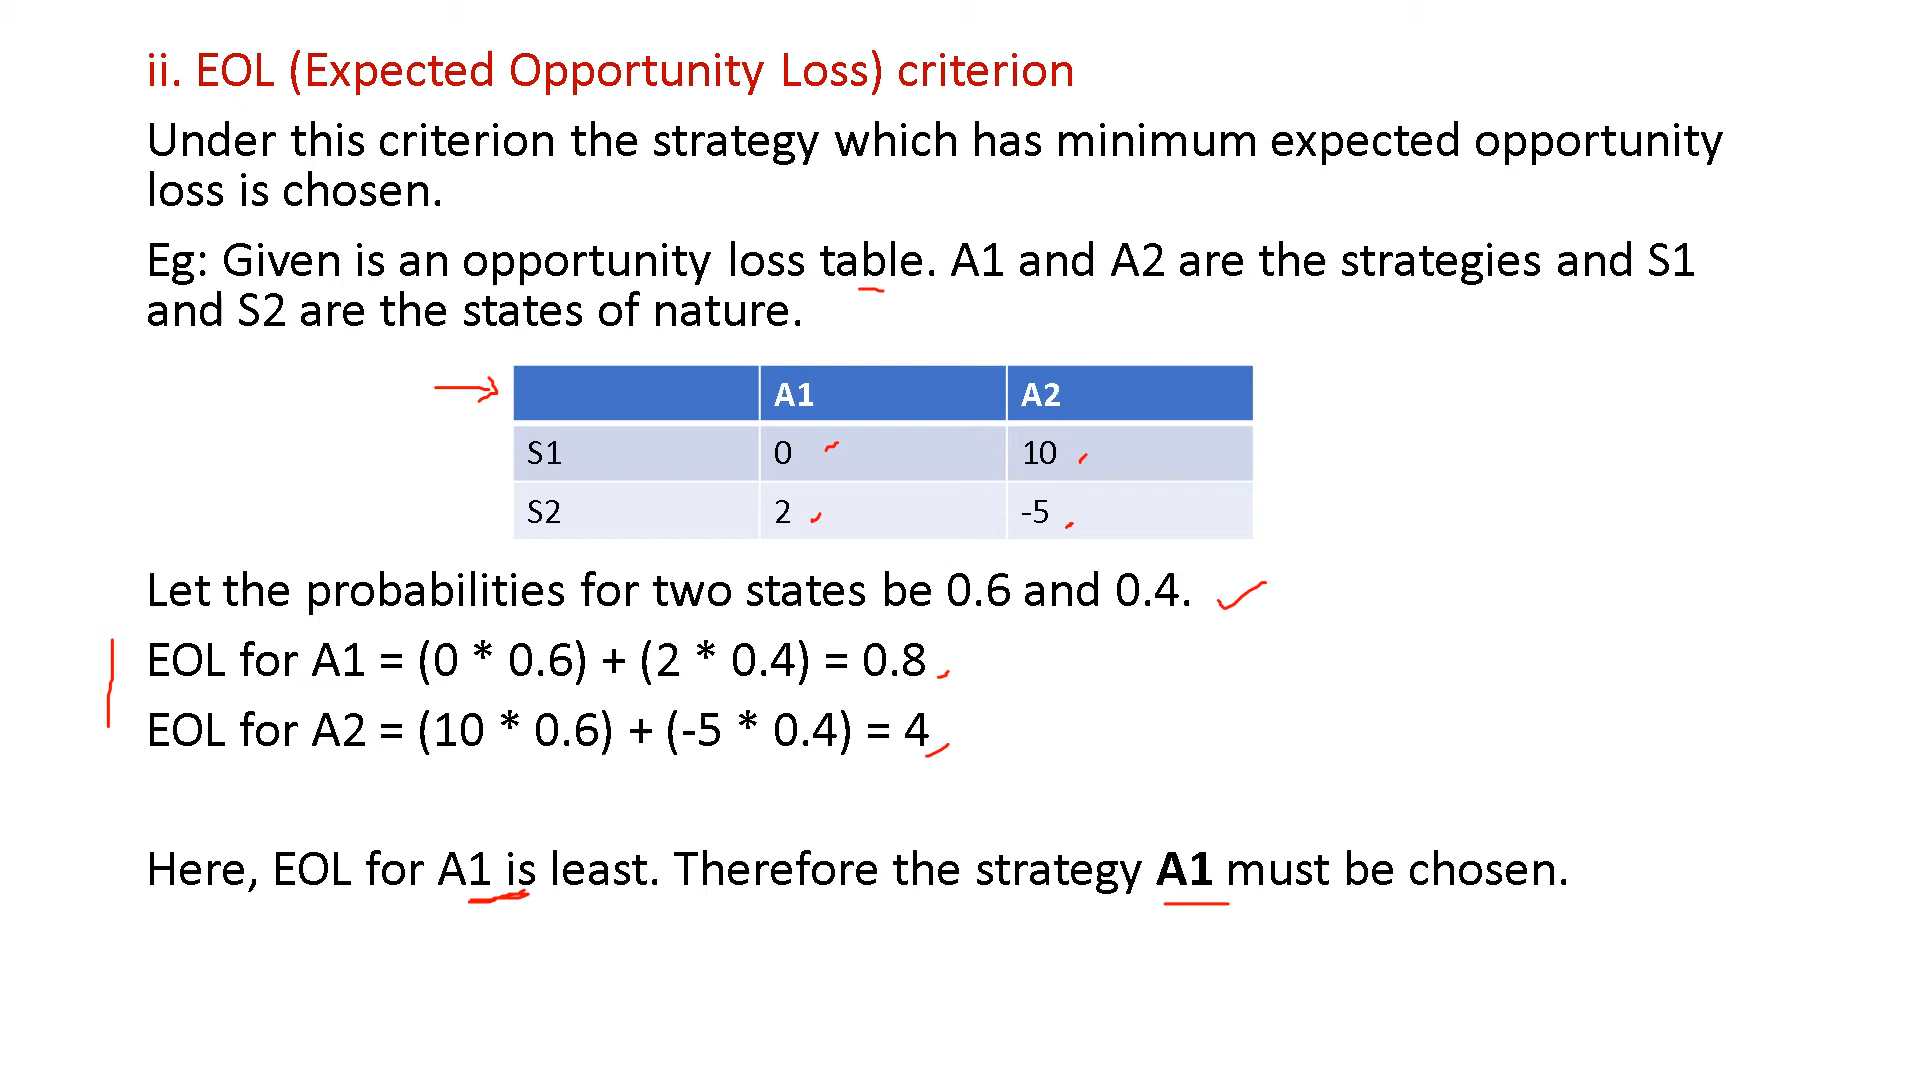 ii. EOL (Expected Opportunity Loss) criterion
Under this criterion the strategy which has minimum expected opportunity
loss is chosen.
Eg: Given is an opportunity loss table. A1 and A2 are the strategies and S1
and S2 are the states of nature.
A1 A2
S1 0 10
S2 2 -5
Let the probabilities for two states be 0.6 and 0.4.
EOL for A1 = (0 * 0.6) + (2 * 0.4) = 0.8
EOL for A2 = (10 * 0.6) + (-5 * 0.4) = 4
Here, EOL for A1 is least. Therefore the strategy A1 must be chosen.